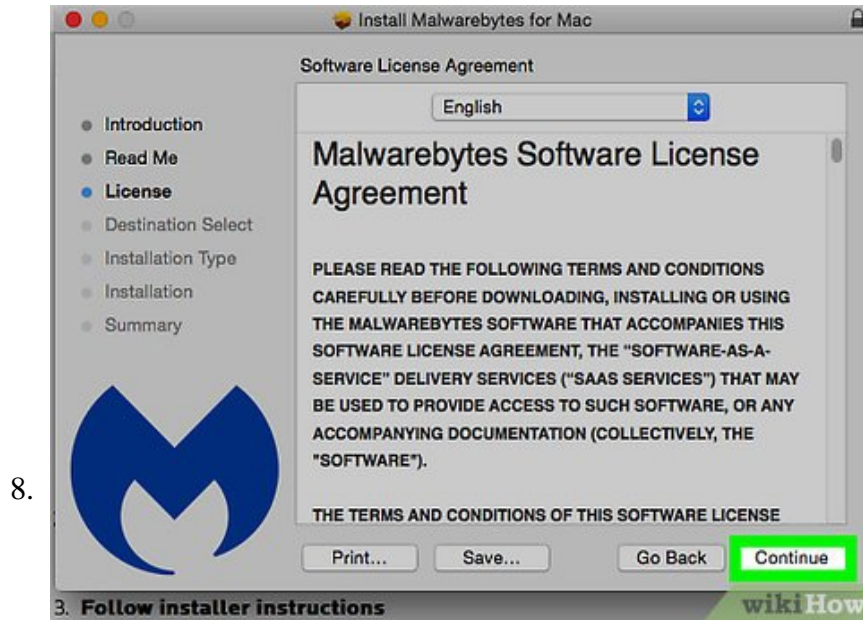 Install Malwarebytes for Mac
Software License Agreement
English
Introduction
Read Me
License
Destination Select
Installation Type
Installation
Summary
Malwarebytes Software License
Agreement
PLEASE READ THE FOLLOWING TERMS AND CONDITIONS
CAREFULLY BEFORE DOWNLOADING, INSTALLING OR USING
THE MALWAREBYTES SOFTWARE THAT ACCOMPANIES THIS
SOFTWARE LICENSE AGREEMENT, THE “SOFTWARE-AS-A-
SERVICE” DELIVERY SERVICES (“SAAS SERVICES”) THAT MAY
BE USED TO PROVIDE ACCESS TO SUCH SOFTWARE, OR ANY
ACCOMPANYING DOCUMENTATION (COLLECTIVELY, THE
"SOFTWARE").
THE TERMS AND CONDITIONS OF THIS SOFTWARE LICENSE
8.
Print... Save... Go Back Continue
3. Follow installer instructions
wikiHow